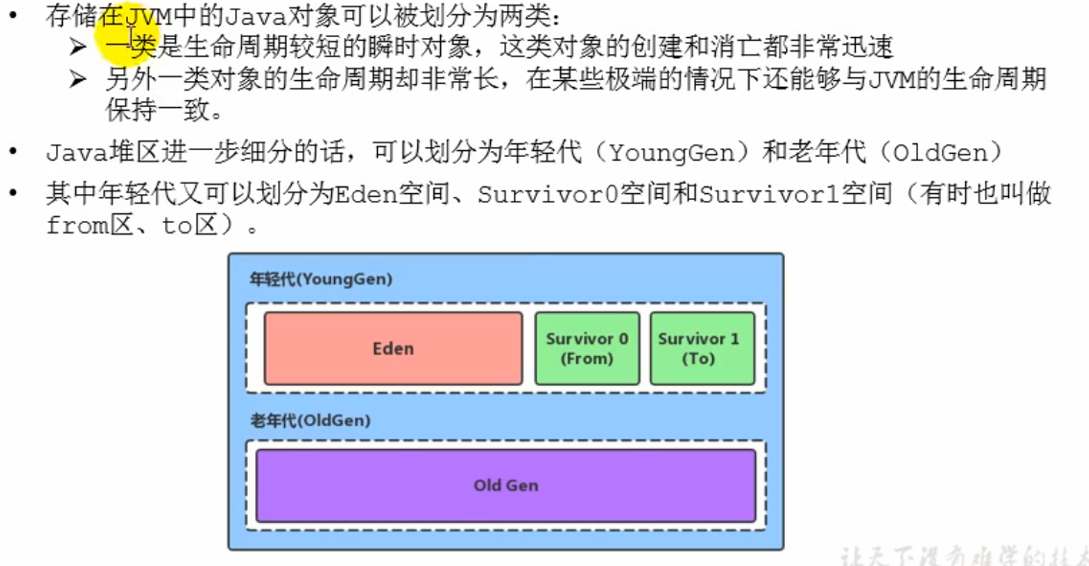 • 存储在JVM中的Java对象可以被划分为两类:
➢ 一类是生命周期较短的瞬时对象，这类对象的创建和消亡都非常迅速
➢ 另外一类对象的生命周期却非常长，在某些极端的情况下还能够与JVM的生命周期
保持一致。
• Java堆区进一步细分的话，可以划分为年轻代（YoungGen）和老年代（OldGen）
• 其中年轻代又可以划分为Eden空间、Survivor0空间和Survivor1空间（有时也叫做
from区、to区）。
年轻代(YoungGen)
Eden
Survivor 0
(From)
Survivor 1
(To)
老年代(OldGen)
Old Gen
让天下没有难学的技术